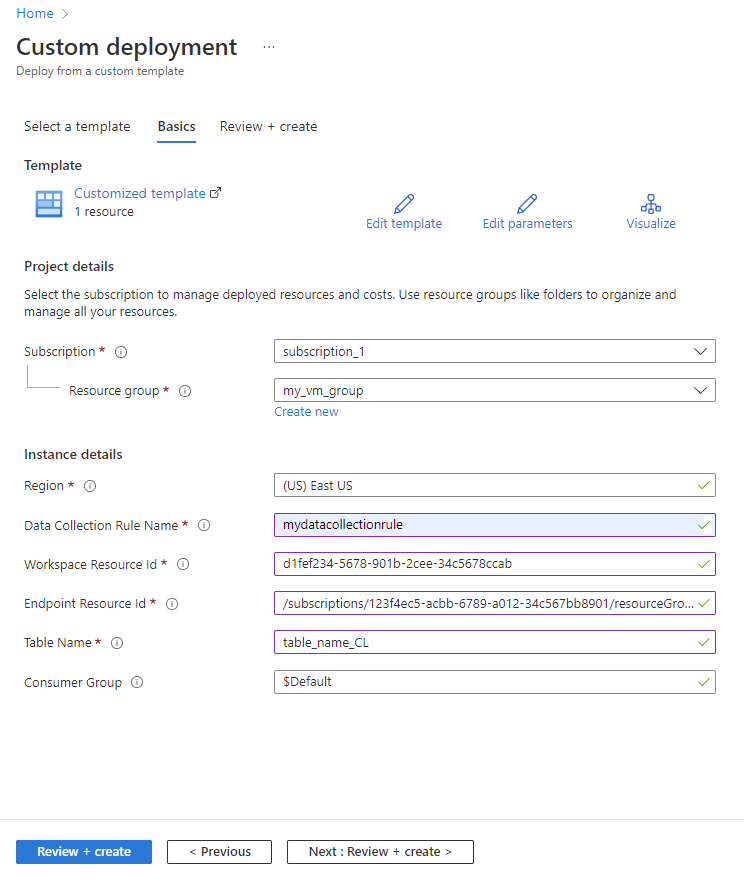 Home >
Custom deployment ...
Deploy from a custom template
Select a template Basics Review + create
Template
Customized template
1 resource
Edit template Edit parameters Visualize
Project details
Select the subscription to manage deployed resources and costs. Use resource groups like folders to organize and
manage all your resources.
Subscription * subscription_1
Resource group * my_vm_group
Create new
Instance details
Region * (US) East US
Data Collection Rule Name * mydatacollectionrule
Workspace Resource Id * d1fef234-5678-901b-2cee-34c5678ccab
Endpoint Resource Id * /subscriptions/123f4ec5-acbb-6789-a012-34c567bb8901/resourceGro...
Table Name * table_name_CL
Consumer Group $Default
Review + create < Previous Next : Review + create >